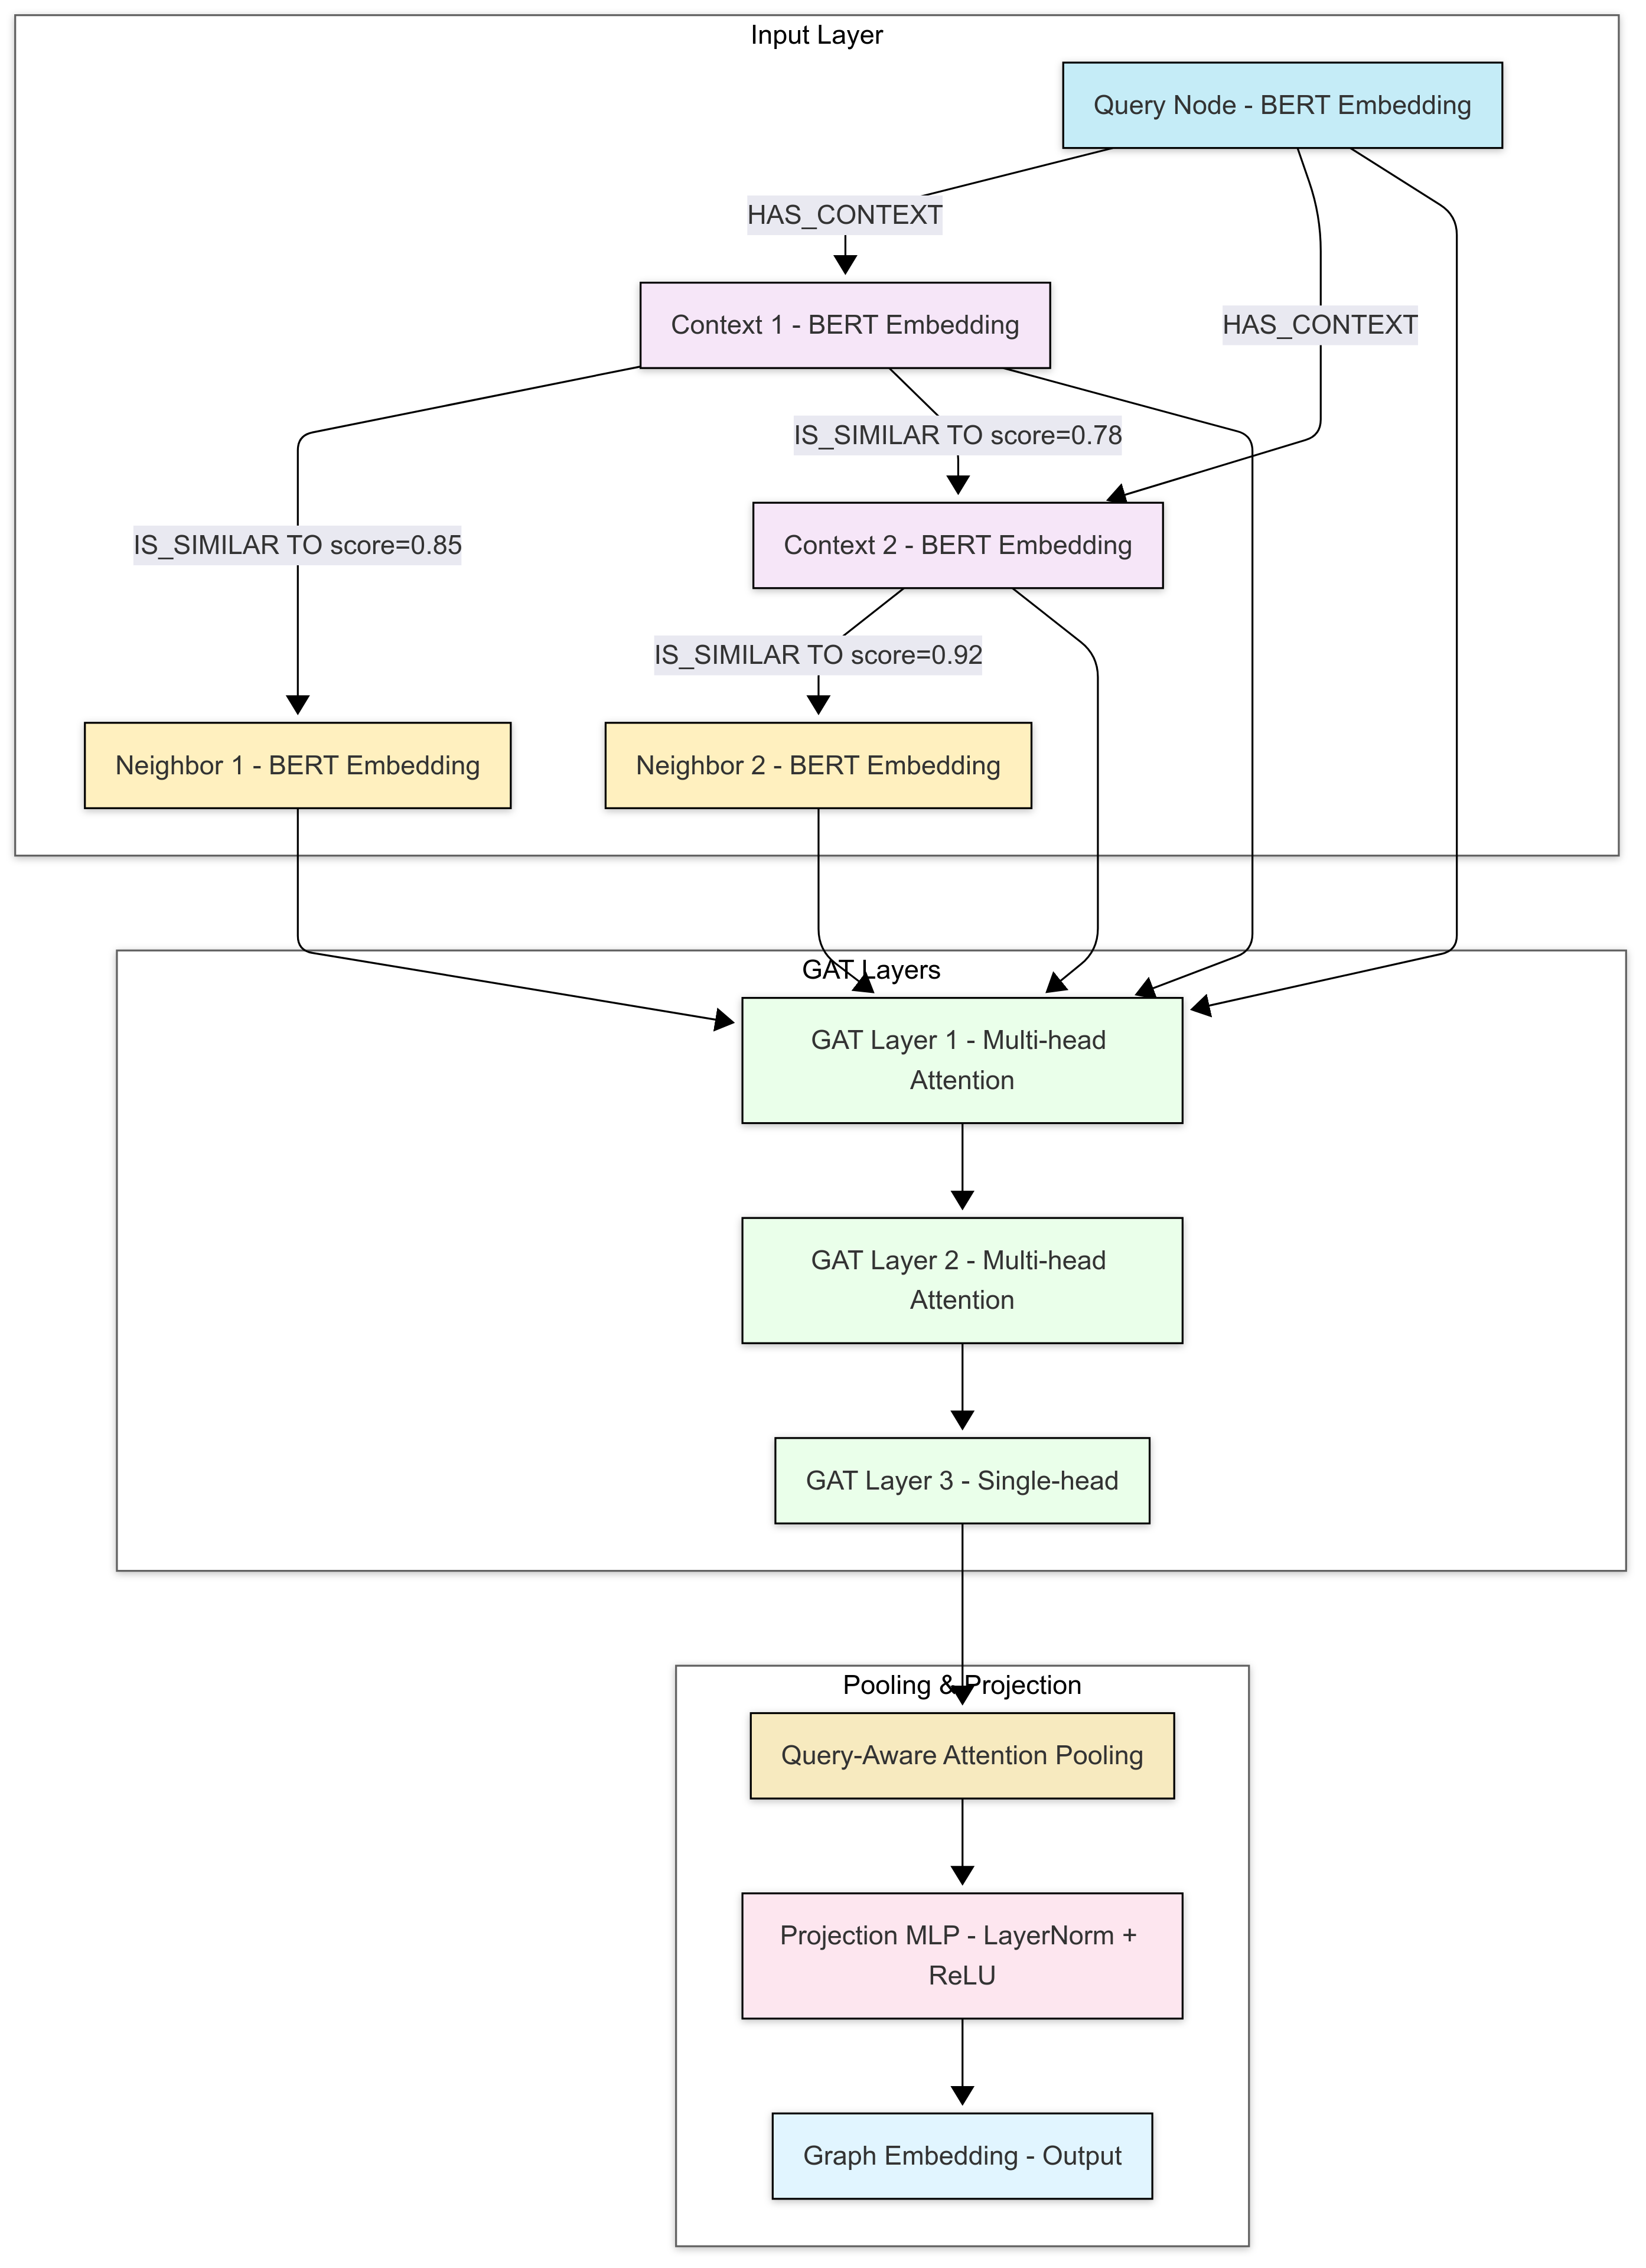 Input Layer
Query Node - BERT Embedding
HAS_CONTEXT
Context 1 - BERT Embedding
HAS_CONTEXT
IS_SIMILAR TO score=0.78
IS_SIMILAR TO score=0.85
Context 2 - BERT Embedding
IS_SIMILAR TO score=0.92
Neighbor 1 - BERT Embedding
Neighbor 2 - BERT Embedding
GAT Layers
GAT Layer 1 - Multi-head
Attention
GAT Layer 2 - Multi-head
Attention
GAT Layer 3 - Single-head
Pooling & Projection
Query-Aware Attention Pooling
Projection MLP - LayerNorm +
ReLU
Graph Embedding - Output